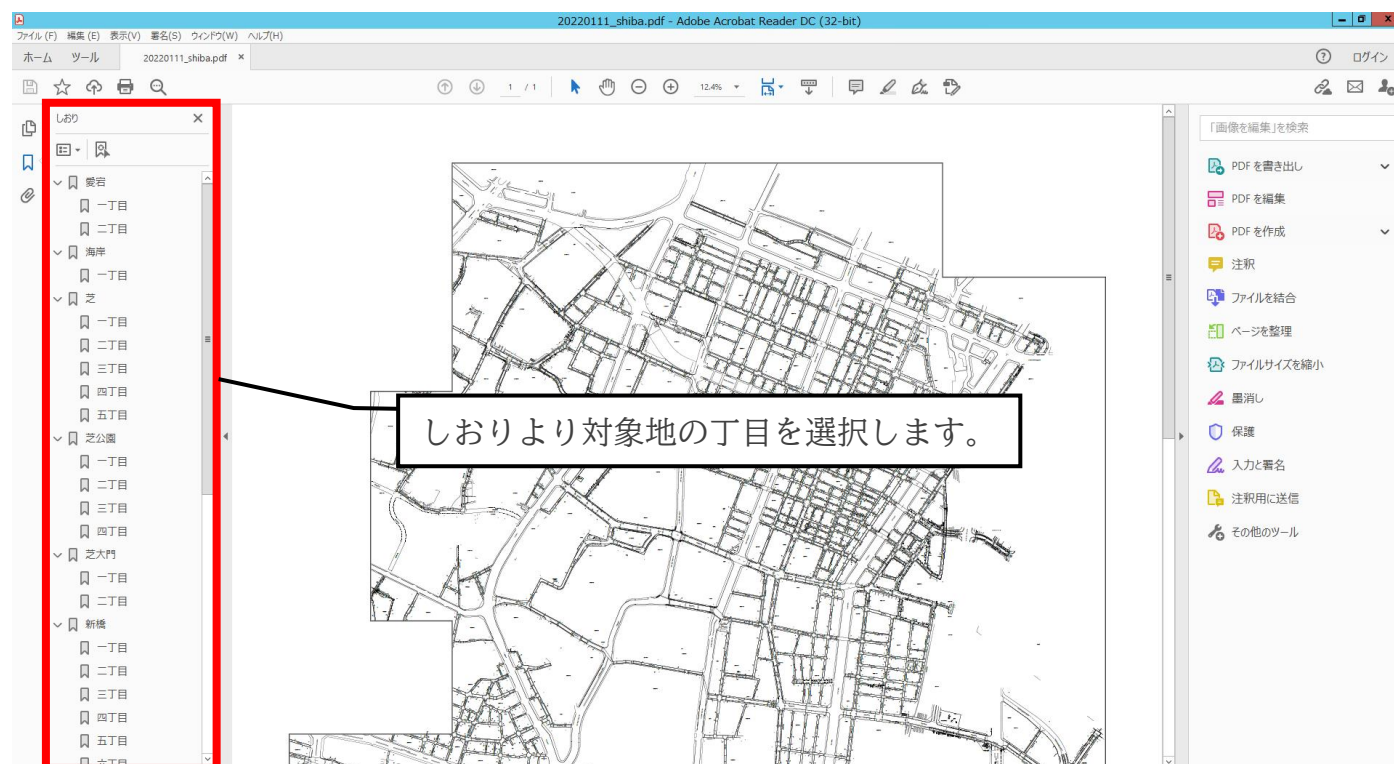 20220111_shiba.pdf - Adobe Acrobat Reader DC (32-bit)
ファイル(F) 編集(E) 表示(V) 署名(S) ウィンドウ(W) ヘルプ(H)
ホーム ツール 20220111_shiba.pdf × ログイン
1 / 1 12.4%
しおり
愛宕
一丁目
二丁目
海岸
一丁目
芝
一丁目
二丁目
三丁目
四丁目
五丁目
芝公園
一丁目
二丁目
三丁目
四丁目
芝大門
一丁目
二丁目
新橋
一丁目
二丁目
三丁目
四丁目
五丁目
六丁目
しおりより対象地の丁目を選択します。
「画像を編集」を検索
PDF を書き出し
PDF を編集
PDF を作成
注釈
ファイルを結合
ページを整理
ファイルサイズを縮小
墨消し
保護
入力と署名
注釈用に送信
その他のツール